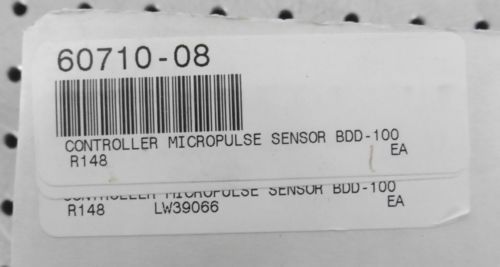 60710-08
CONTROLLER MICROPULSE SENSOR BDD-100
R148 EA
CONTROLLER MICROPULSE SENSOR BDD-100
R148 LW39066 EA